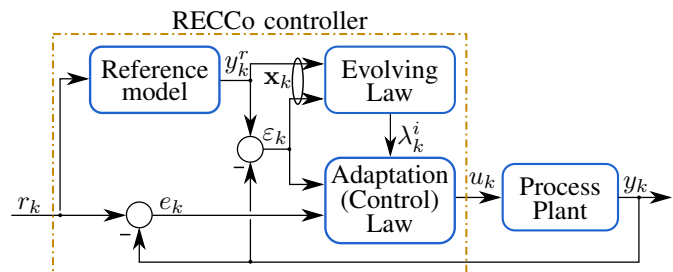 RECCo controller
Reference
model
y_k^r
x_k
Evolving
Law
ε_k
λ_k^i
Adaptation
(Control)
Law
r_k
e_k
u_k
Process
Plant
y_k
-
-